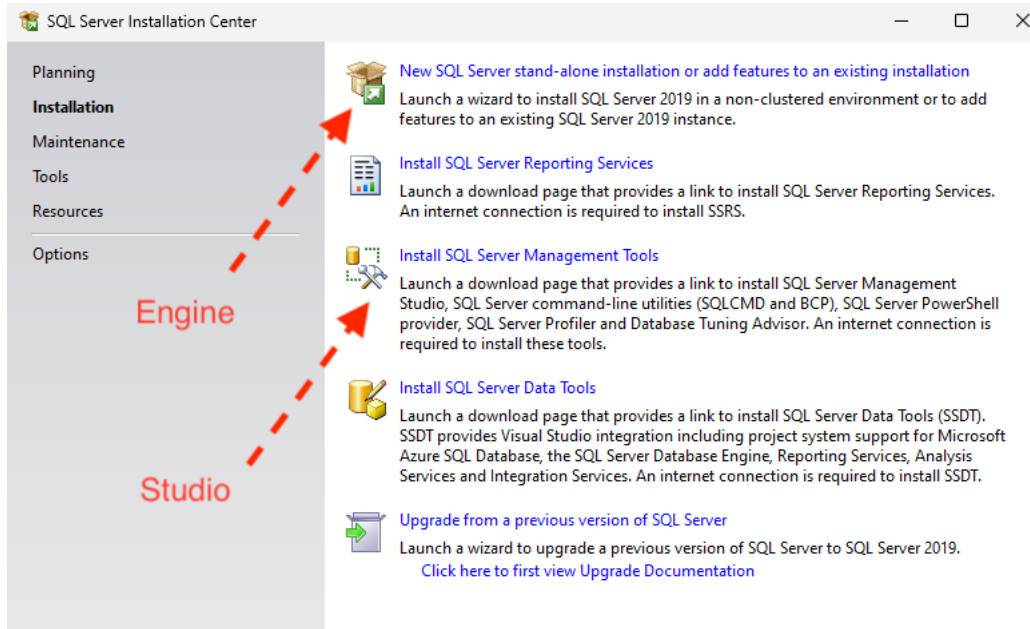 SQL Server Installation Center
Planning
Installation
Maintenance
Tools
Resources
Options
Engine
Studio
New SQL Server stand-alone installation or add features to an existing installation
Launch a wizard to install SQL Server 2019 in a non-clustered environment or to add
features to an existing SQL Server 2019 instance.
Install SQL Server Reporting Services
Launch a download page that provides a link to install SQL Server Reporting Services.
An internet connection is required to install SSRS.
Install SQL Server Management Tools
Launch a download page that provides a link to install SQL Server Management
Studio, SQL Server command-line utilities (SQLCMD and BCP), SQL Server PowerShell
provider, SQL Server Profiler and Database Tuning Advisor. An internet connection is
required to install these tools.
Install SQL Server Data Tools
Launch a download page that provides a link to install SQL Server Data Tools (SSDT).
SSDT provides Visual Studio integration including project system support for Microsoft
Azure SQL Database, the SQL Server Database Engine, Reporting Services, Analysis
Services and Integration Services. An internet connection is required to install SSDT.
Upgrade from a previous version of SQL Server
Launch a wizard to upgrade a previous version of SQL Server to SQL Server 2019.
Click here to first view Upgrade Documentation